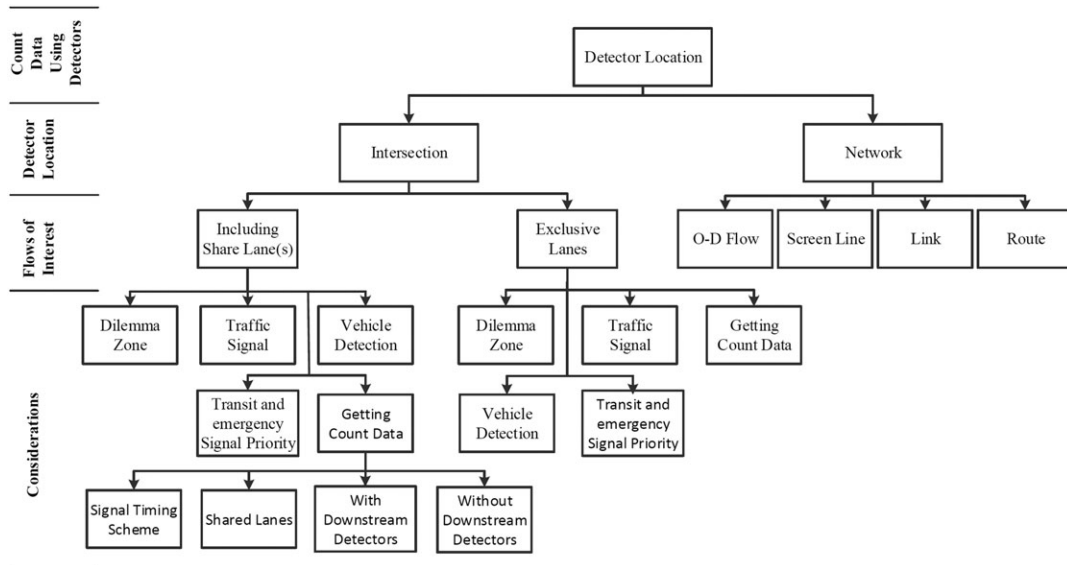 Count
Data
Using
Detectors
Detector Location
Detector
Location
Intersection
Network
Flows of
Interest
Including
Share Lane(s)
Exclusive
Lanes
O-D Flow
Screen Line
Link
Route
Considerations
Dilemma
Zone
Traffic
Signal
Vehicle
Detection
Dilemma
Zone
Traffic
Signal
Getting
Count Data
Transit and
emergency
Signal Priority
Getting
Count Data
Vehicle
Detection
Transit and
emergency
Signal Priority
Signal Timing
Scheme
Shared Lanes
With
Downstream
Detectors
Without
Downstream
Detectors